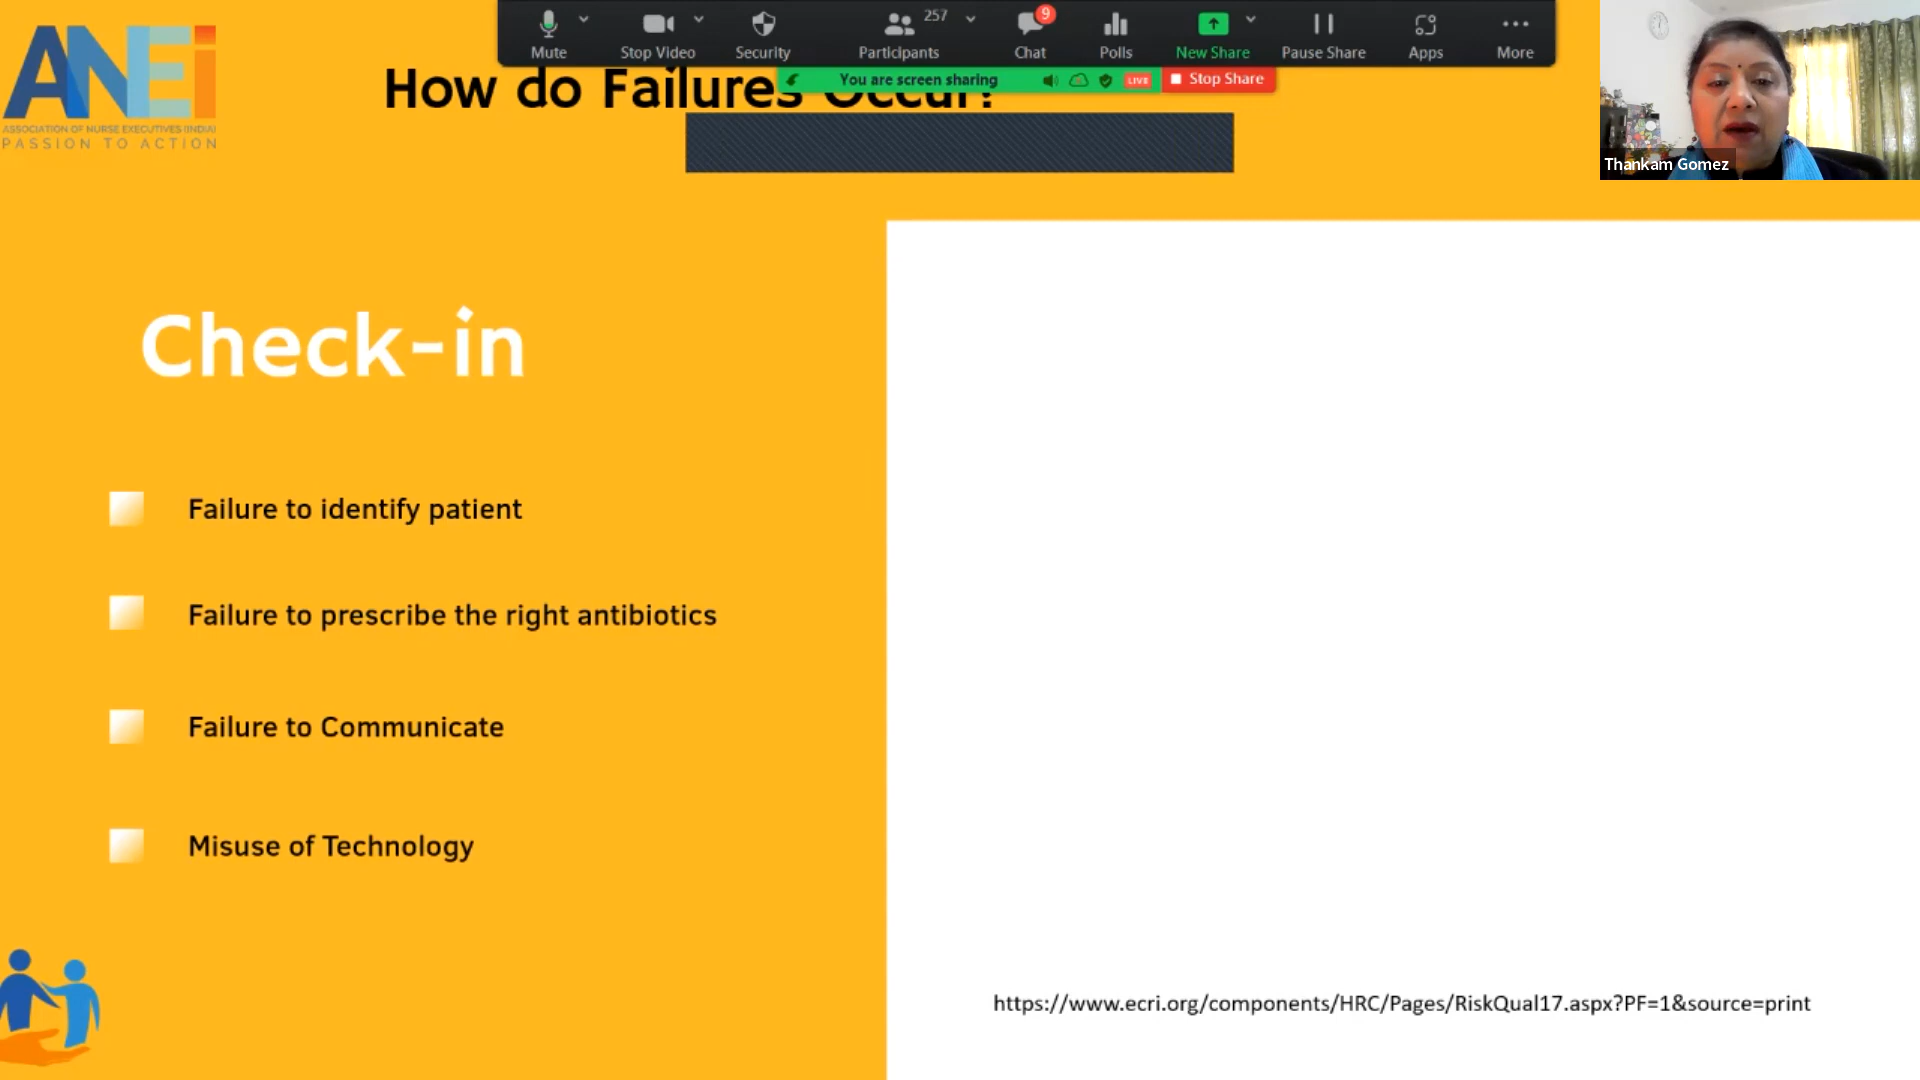 Mute
Stop Video
Security
257
Participants
9
Chat
Polls
New Share
Pause Share
Apps
More
You are screen sharing
LIVE
Stop Share
ANEi
ASSOCIATION OF NURSE EXECUTIVES (INDIA)
PASSION TO ACTION
How do Failures Occur?
Thankam Gomez
Check-in
Failure to identify patient
Failure to prescribe the right antibiotics
Failure to Communicate
Misuse of Technology
https://www.ecri.org/components/HRC/Pages/RiskQual17.aspx?PF=1&source=print